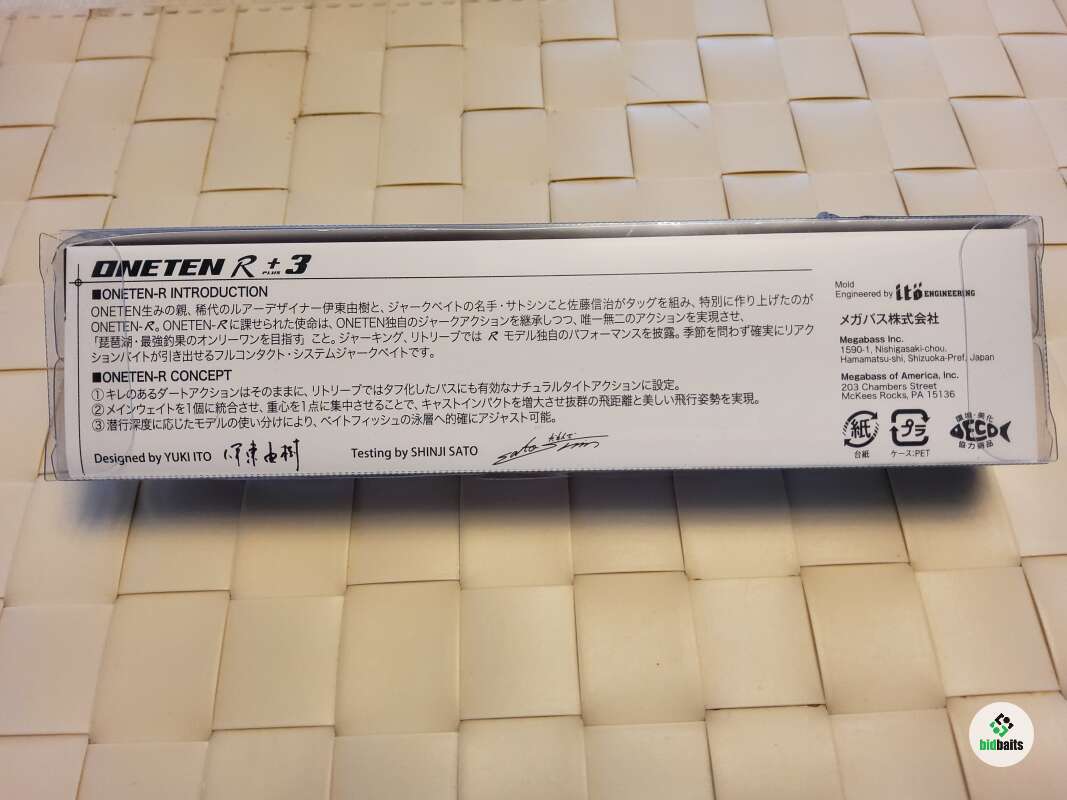 ONETEN R + PLUS 3
■ONETEN-R INTRODUCTION
ONETEN生みの親、稀代のルアーデザイナー伊東由樹と、ジャークベイトの名手・サトシンこと佐藤信治がタッグを組み、特別に作り上げたのが
ONETEN-R。ONETEN-Rに課せられた使命は、ONETEN独自のジャークアクションを継承しつつ、唯一無二のアクションを実現させ、
「琵琶湖・最強釣果のオンリーワンを目指す」こと。ジャーキング、リトリーブでは R モデル独自のパフォーマンスを披露。季節を問わず確実にリアク
ションバイトが引き出せるフルコンタクト・システムジャークベイトです。
■ONETEN-R CONCEPT
①キレのあるダートアクションはそのままに、リトリーブではタフ化したバスにも有効なナチュラルタイトアクションに設定。
②メインウェイトを1個に統合させ、重心を1点に集中させることで、キャストインパクトを増大させ抜群の飛距離と美しい飛行姿勢を実現。
③潜行深度に応じたモデルの使い分けにより、ベイトフィッシュの泳層へ的確にアジャスト可能。
Designed by YUKI ITO 伊東由樹
Testing by SHINJI SATO
Mold
Engineered by itö ENGINEERING
メガバス株式会社
Megabass Inc.
1590-1, Nishigasaki-chou,
Hamamatsu-shi, Shizuoka-Pref, Japan
Megabass of America, Inc.
203 Chambers Street
McKees Rocks, PA 15136
紙
台紙
プラ
ケース:PET
環境・美化
ECO
協力商品
bidbaits